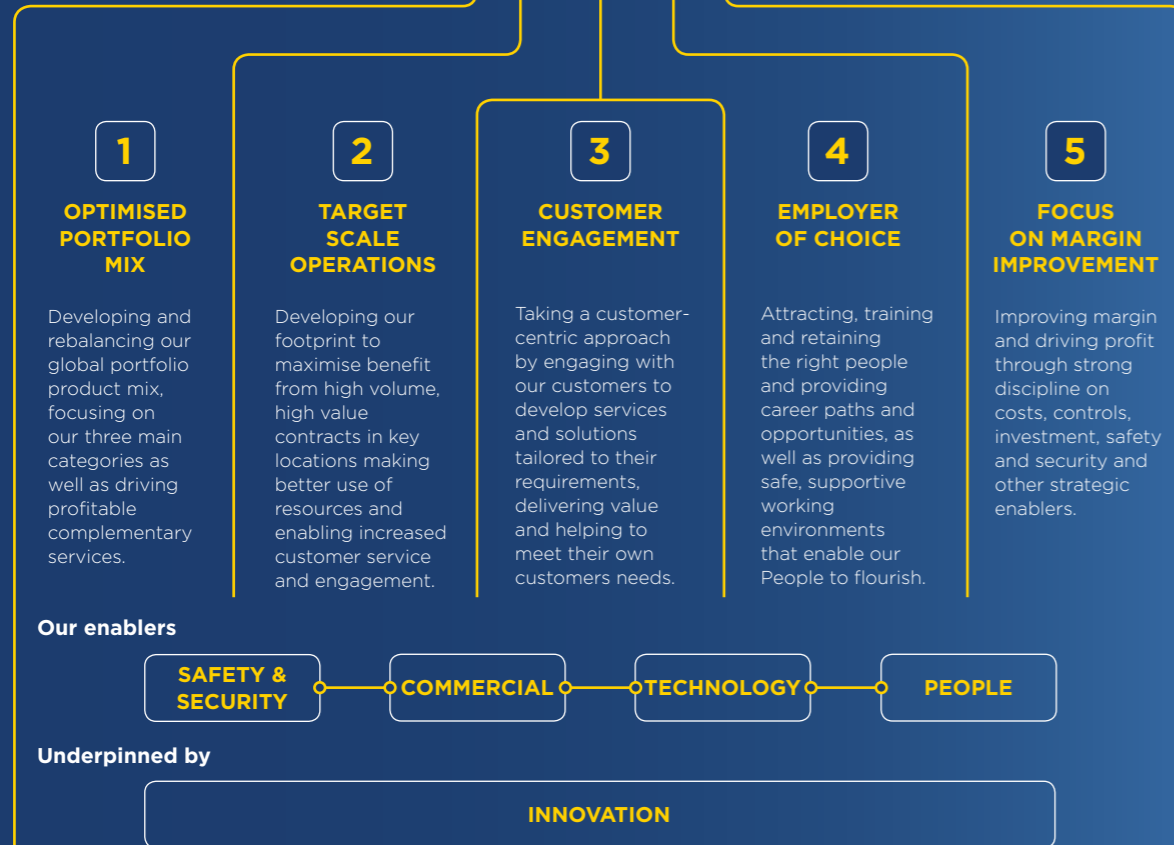 1
OPTIMISED
PORTFOLIO
MIX
Developing and
rebalancing our
global portfolio
product mix,
focusing on
our three main
categories as
well as driving
profitable
complementary
services.
2
TARGET
SCALE
OPERATIONS
Developing our
footprint to
maximise benefit
from high volume,
high value
contracts in key
locations making
better use of
resources and
enabling increased
customer service
and engagement.
3
CUSTOMER
ENGAGEMENT
Taking a customer-
centric approach
by engaging with
our customers to
develop services
and solutions
tailored to their
requirements,
delivering value
and helping to
meet their own
customers needs.
4
EMPLOYER
OF CHOICE
Attracting, training
and retaining
the right people
and providing
career paths and
opportunities, as
well as providing
safe, supportive
working
environments
that enable our
People to flourish.
5
FOCUS
ON MARGIN
IMPROVEMENT
Improving margin
and driving profit
through strong
discipline on
costs, controls,
investment, safety
and security and
other strategic
enablers.
Our enablers
SAFETY &
SECURITY
COMMERCIAL
TECHNOLOGY
PEOPLE
Underpinned by
INNOVATION